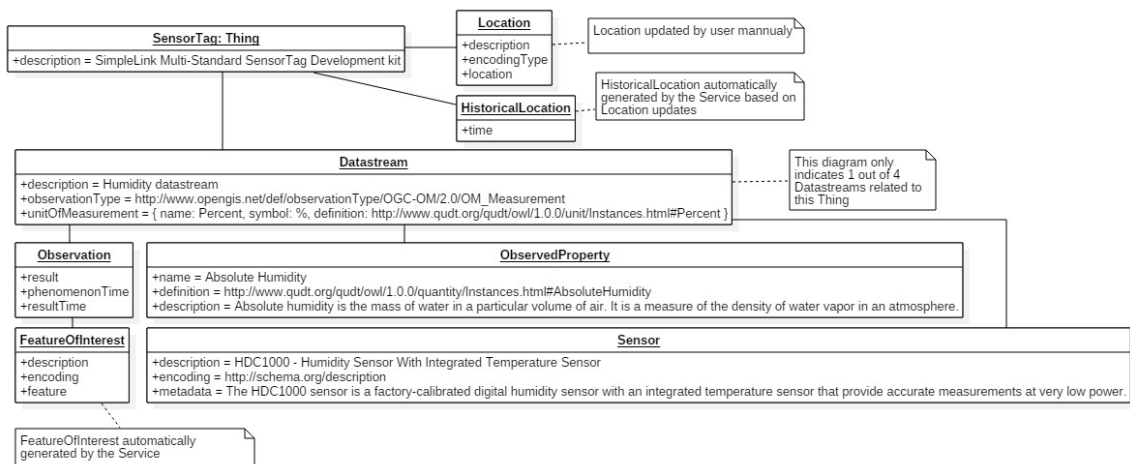 SensorTag: Thing
+description = SimpleLink Multi-Standard SensorTag Development kit
Location
+description
+encodingType
+location
Location updated by user mannualy
HistoricalLocation
+time
HistoricalLocation automatically
generated by the Service based on
Location updates
Datastream
+description = Humidity datastream
+observationType = http://www.opengis.net/def/observationType/OGC-OM/2.0/OM_Measurement
+unitOfMeasurement = { name: Percent, symbol: %, definition: http://www.qudt.org/qudt/owl/1.0.0/unit/Instances.html#Percent }
This diagram only
indicates 1 out of 4
Datastreams related to
this Thing
Observation
+result
+phenomenonTime
+resultTime
ObservedProperty
+name = Absolute Humidity
+definition = http://www.qudt.org/qudt/owl/1.0.0/quantity/Instances.html#AbsoluteHumidity
+description = Absolute humidity is the mass of water in a particular volume of air. It is a measure of the density of water vapor in an atmosphere.
FeatureOfInterest
+description
+encoding
+feature
Sensor
+description = HDC1000 - Humidity Sensor With Integrated Temperature Sensor
+encoding = http://schema.org/description
+metadata = The HDC1000 sensor is a factory-calibrated digital humidity sensor with an integrated temperature sensor that provide accurate measurements at very low power.
FeatureOfInterest automatically
generated by the Service